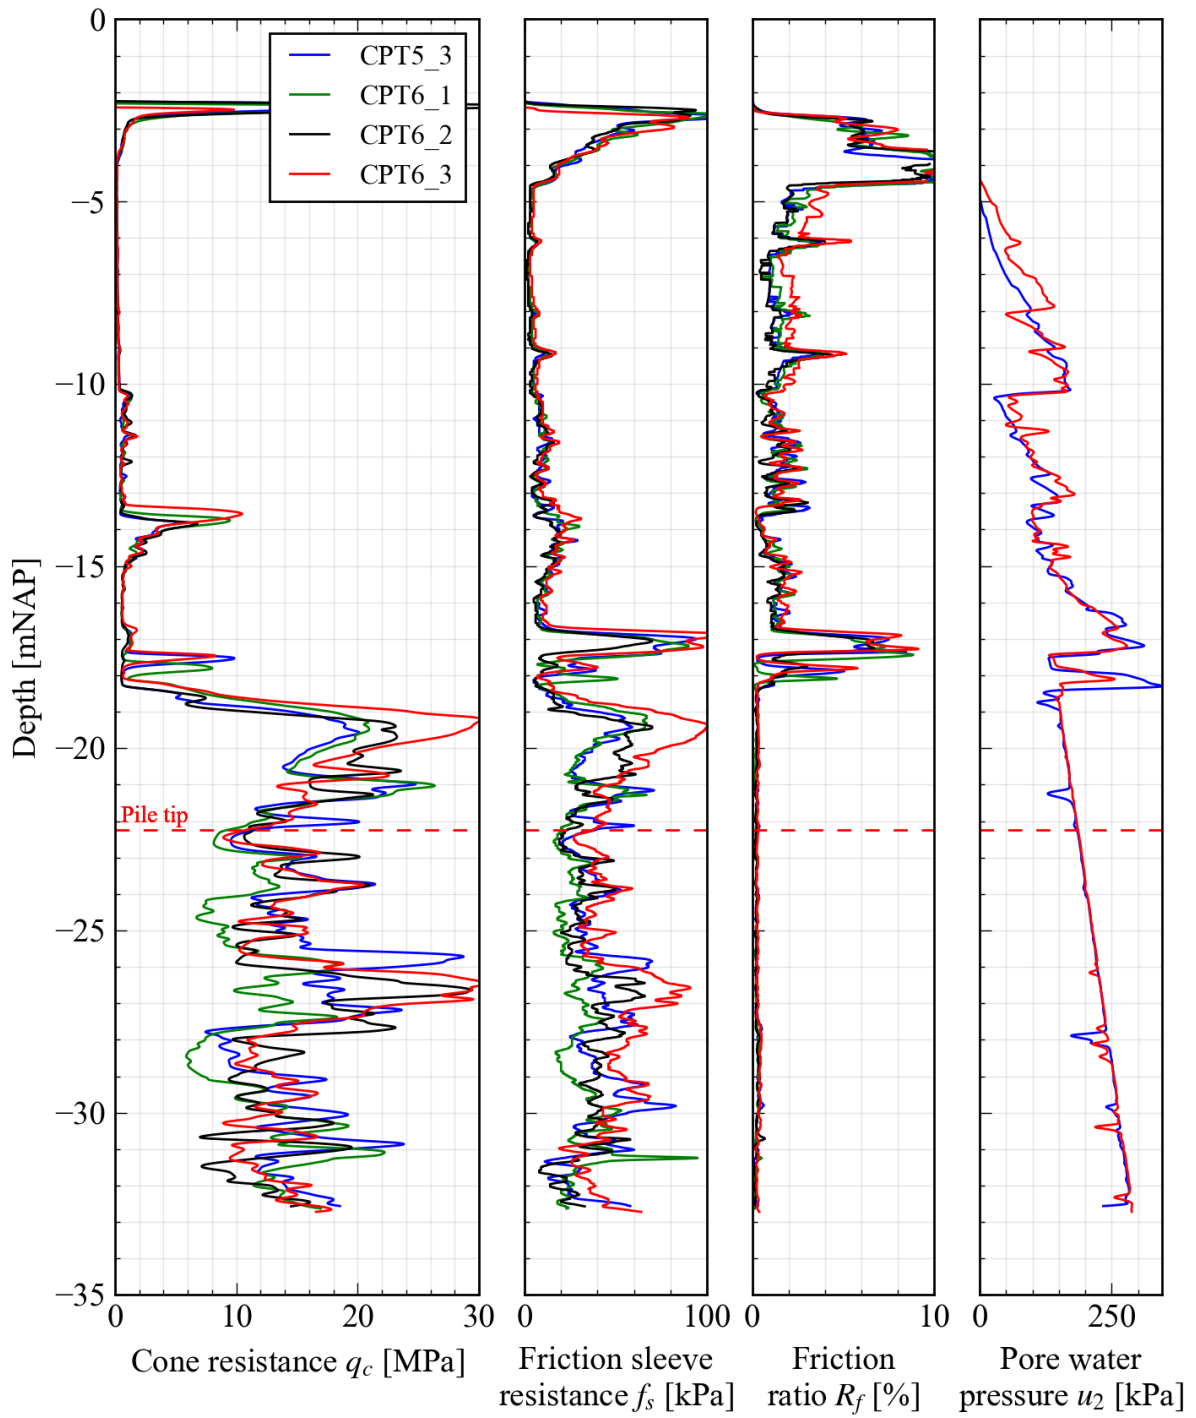 0
−5
−10
−15
−20
−25
−30
−35
Depth [mNAP]
CPT5_3
CPT6_1
CPT6_2
CPT6_3
Pile tip
0 10 20 30
0 100
0 10
0 250
Cone resistance q_c [MPa]
Friction sleeve
resistance f_s [kPa]
Friction
ratio R_f [%]
Pore water
pressure u_2 [kPa]